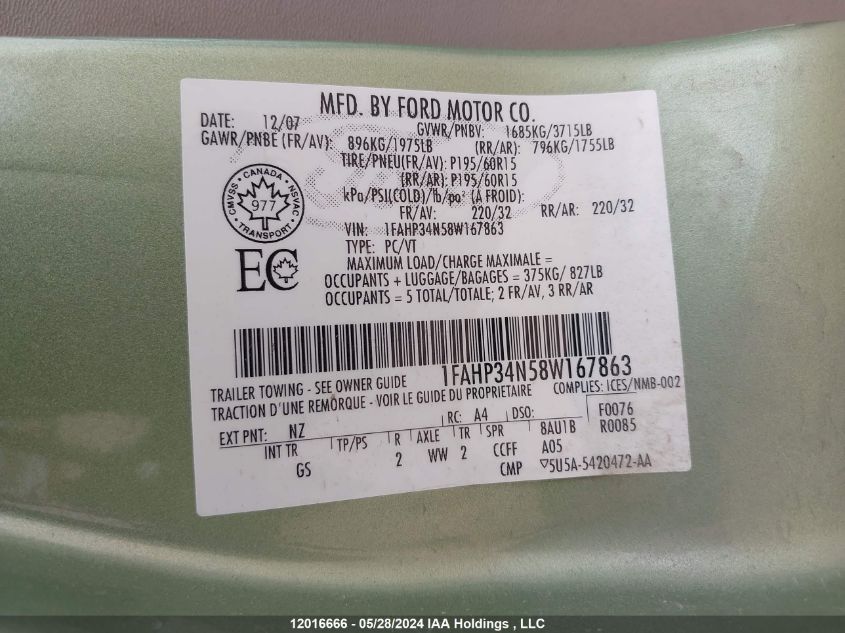 MFD. BY FORD MOTOR CO.
DATE: 12/07 GVWR/PNBV: 1685KG/3715LB
GAWR/PNBE (FR/AV): 896KG/1975LB (RR/AR): 796KG/1755LB
TIRE/PNEU(FR/AV): P195/60R15
(RR/AR): P195/60R15
kPa/PSI(COLD)/lb/po² (A FROID):
FR/AV: 220/32 RR/AR: 220/32
VIN: 1FAHP34N58W167863
TYPE: PC/VT
CMVSS • CANADA • NSVAC
977
• TRANSPORT •
EC
MAXIMUM LOAD/CHARGE MAXIMALE =
OCCUPANTS + LUGGAGE/BAGAGES = 375KG/ 827LB
OCCUPANTS = 5 TOTAL/TOTALE; 2 FR/AV, 3 RR/AR
1FAHP34N58W167863
TRAILER TOWING - SEE OWNER GUIDE COMPLIES: ICES/NMB-002
TRACTION D'UNE REMORQUE - VOIR LE GUIDE DU PROPRIETAIRE
RC: A4 DSO: F0076
EXT PNT: NZ R0085
INT TR TP/PS R AXLE TR SPR 8AU1B
GS 2 WW 2 CCFF A05
CMP ▽5U5A-5420472-AA
12016666 - 05/28/2024 IAA Holdings , LLC